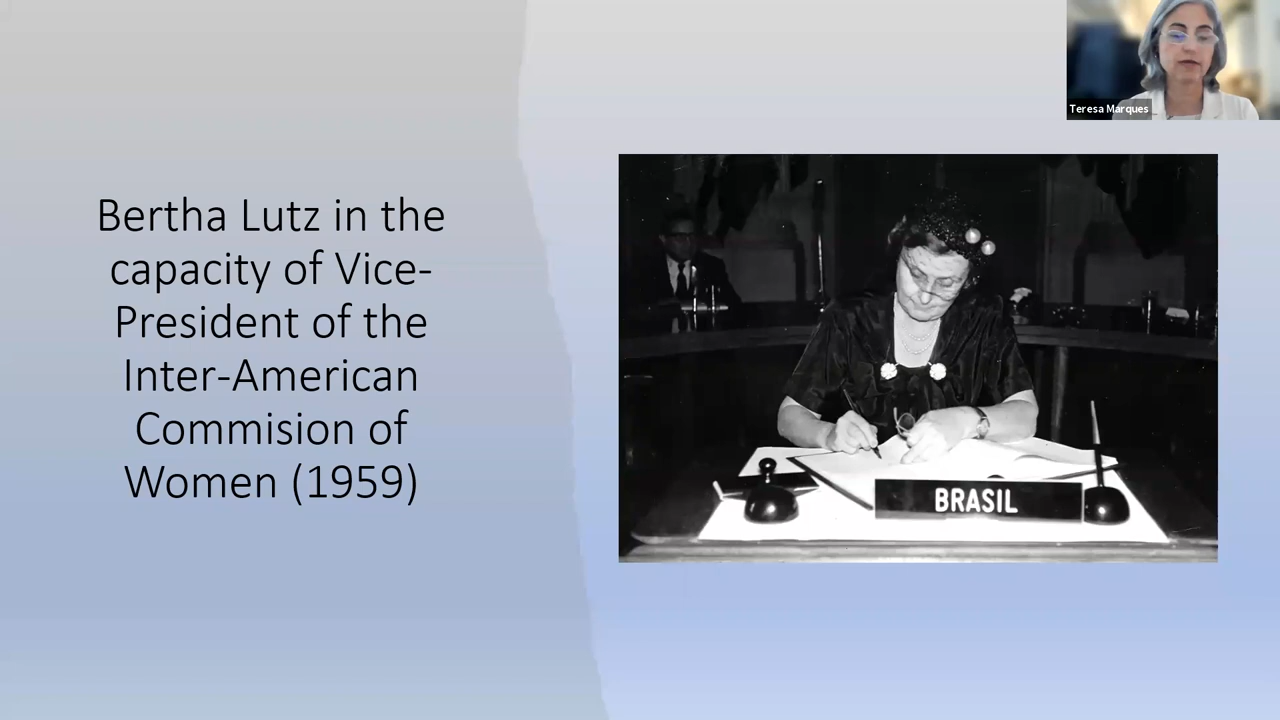 Bertha Lutz in the
capacity of Vice-
President of the
Inter-American
Commision of
Women (1959)
Teresa Marques
BRASIL